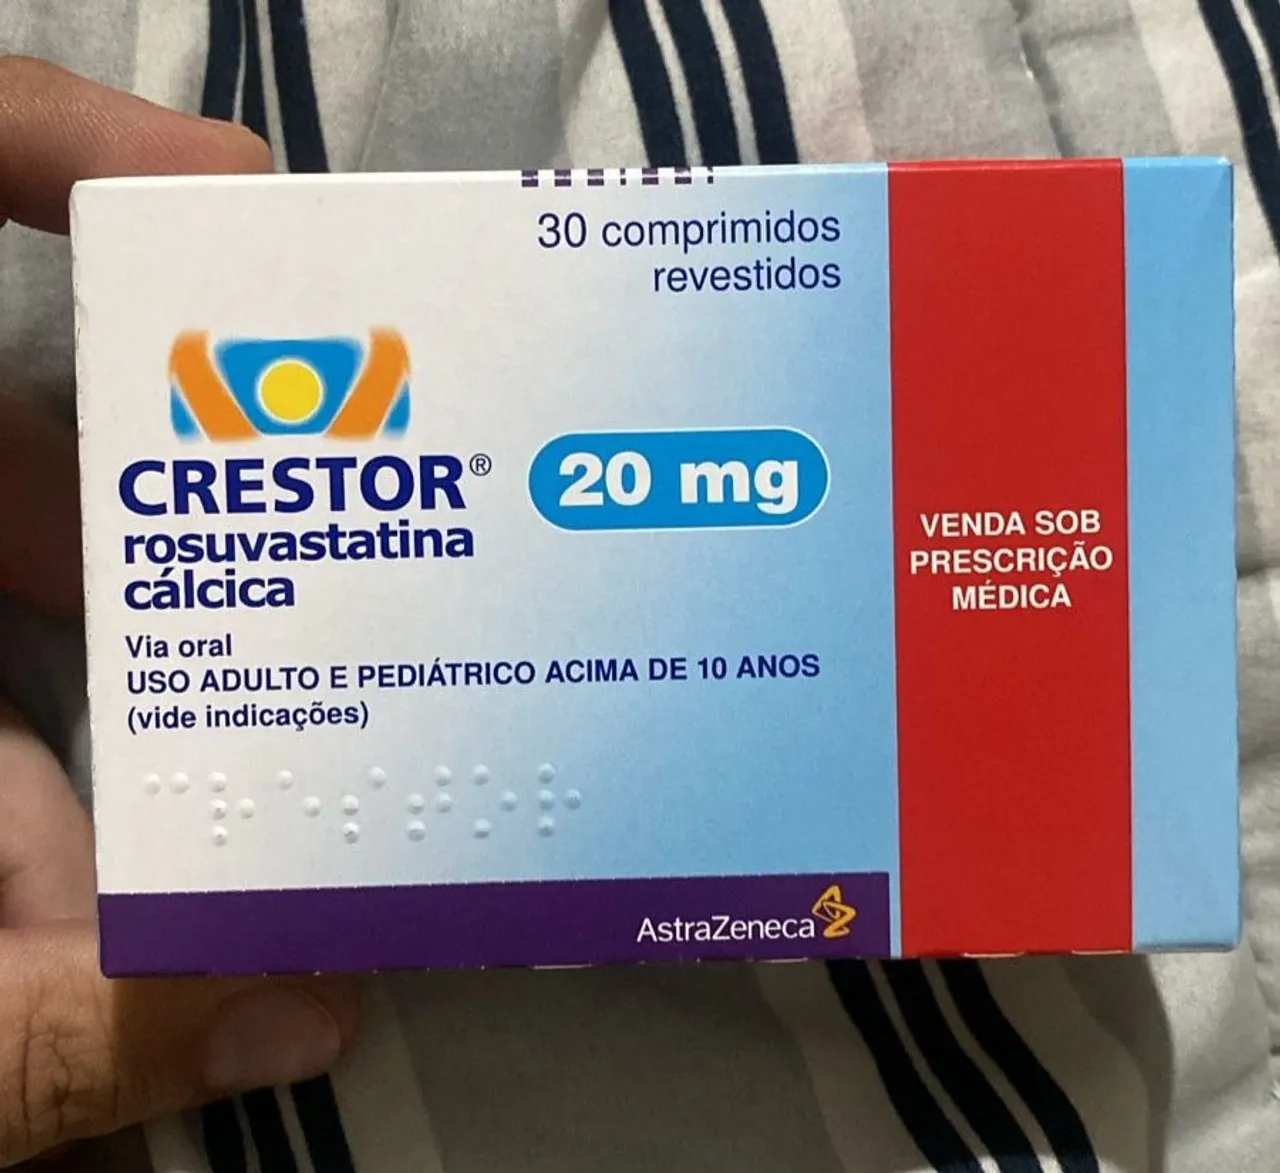 30 comprimidos
revestidos
CRESTOR®
20 mg
rosuvastatina
cálcica
Via oral
USO ADULTO E PEDIÁTRICO ACIMA DE 10 ANOS
(vide indicações)
AstraZeneca
VENDA SOB
PRESCRIÇÃO
MÉDICA